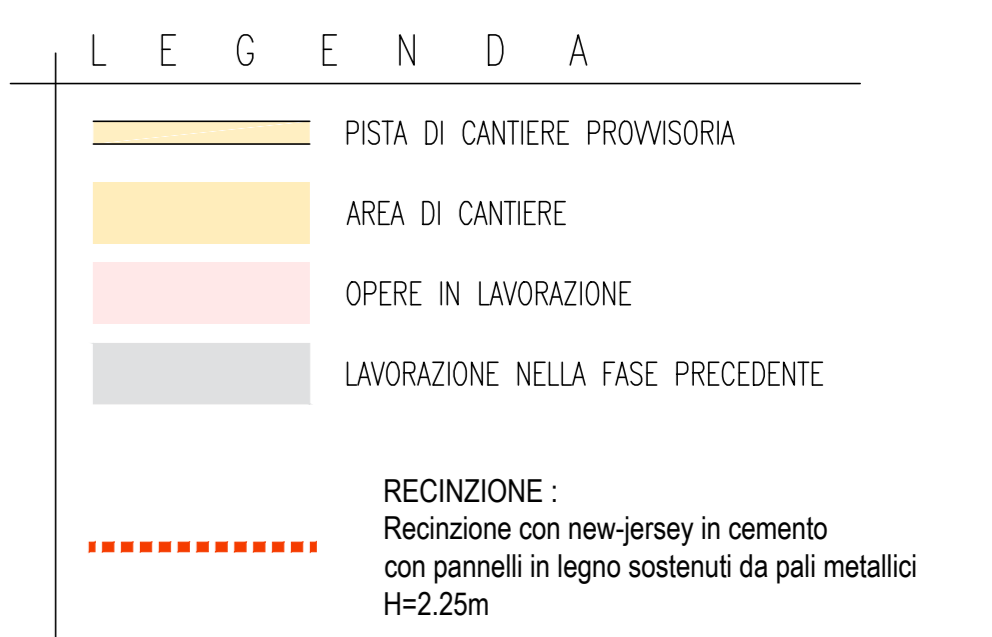 LEGENDA
PISTA DI CANTIERE PROVVISORIA
AREA DI CANTIERE
OPERE IN LAVORAZIONE
LAVORAZIONE NELLA FASE PRECEDENTE
RECINZIONE :
Recinzione con new-jersey in cemento
con pannelli in legno sostenuti da pali metallici
H=2.25m